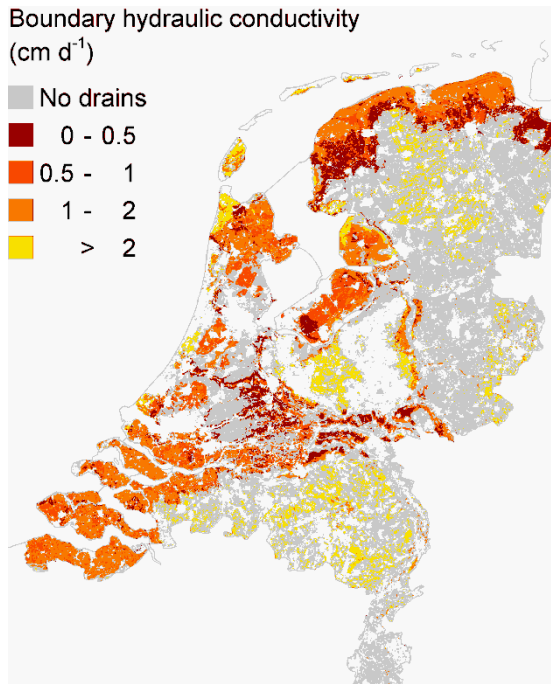 Boundary hydraulic conductivity
(cm d⁻¹)
No drains
0 - 0.5
0.5 - 1
1 - 2
> 2